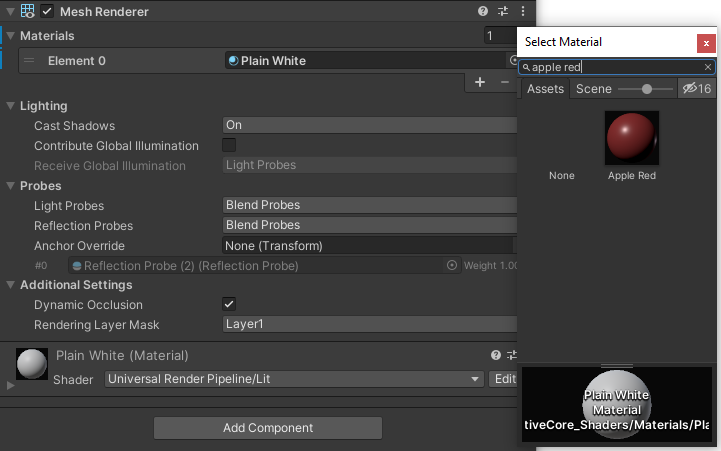 Mesh Renderer
Materials
1
Element 0
Plain White
Lighting
Cast Shadows
On
Contribute Global Illumination
Receive Global Illumination
Light Probes
Probes
Light Probes
Blend Probes
Reflection Probes
Blend Probes
Anchor Override
None (Transform)
#0
Reflection Probe (2) (Reflection Probe)
Weight 1.00
Additional Settings
Dynamic Occlusion
Rendering Layer Mask
Layer1
Plain White (Material)
Shader
Universal Render Pipeline/Lit
Edit
Add Component
Select Material
x
apple red
Assets
Scene
16
None
Apple Red
Plain White
Material
tiveCore_Shaders/Materials/Pla